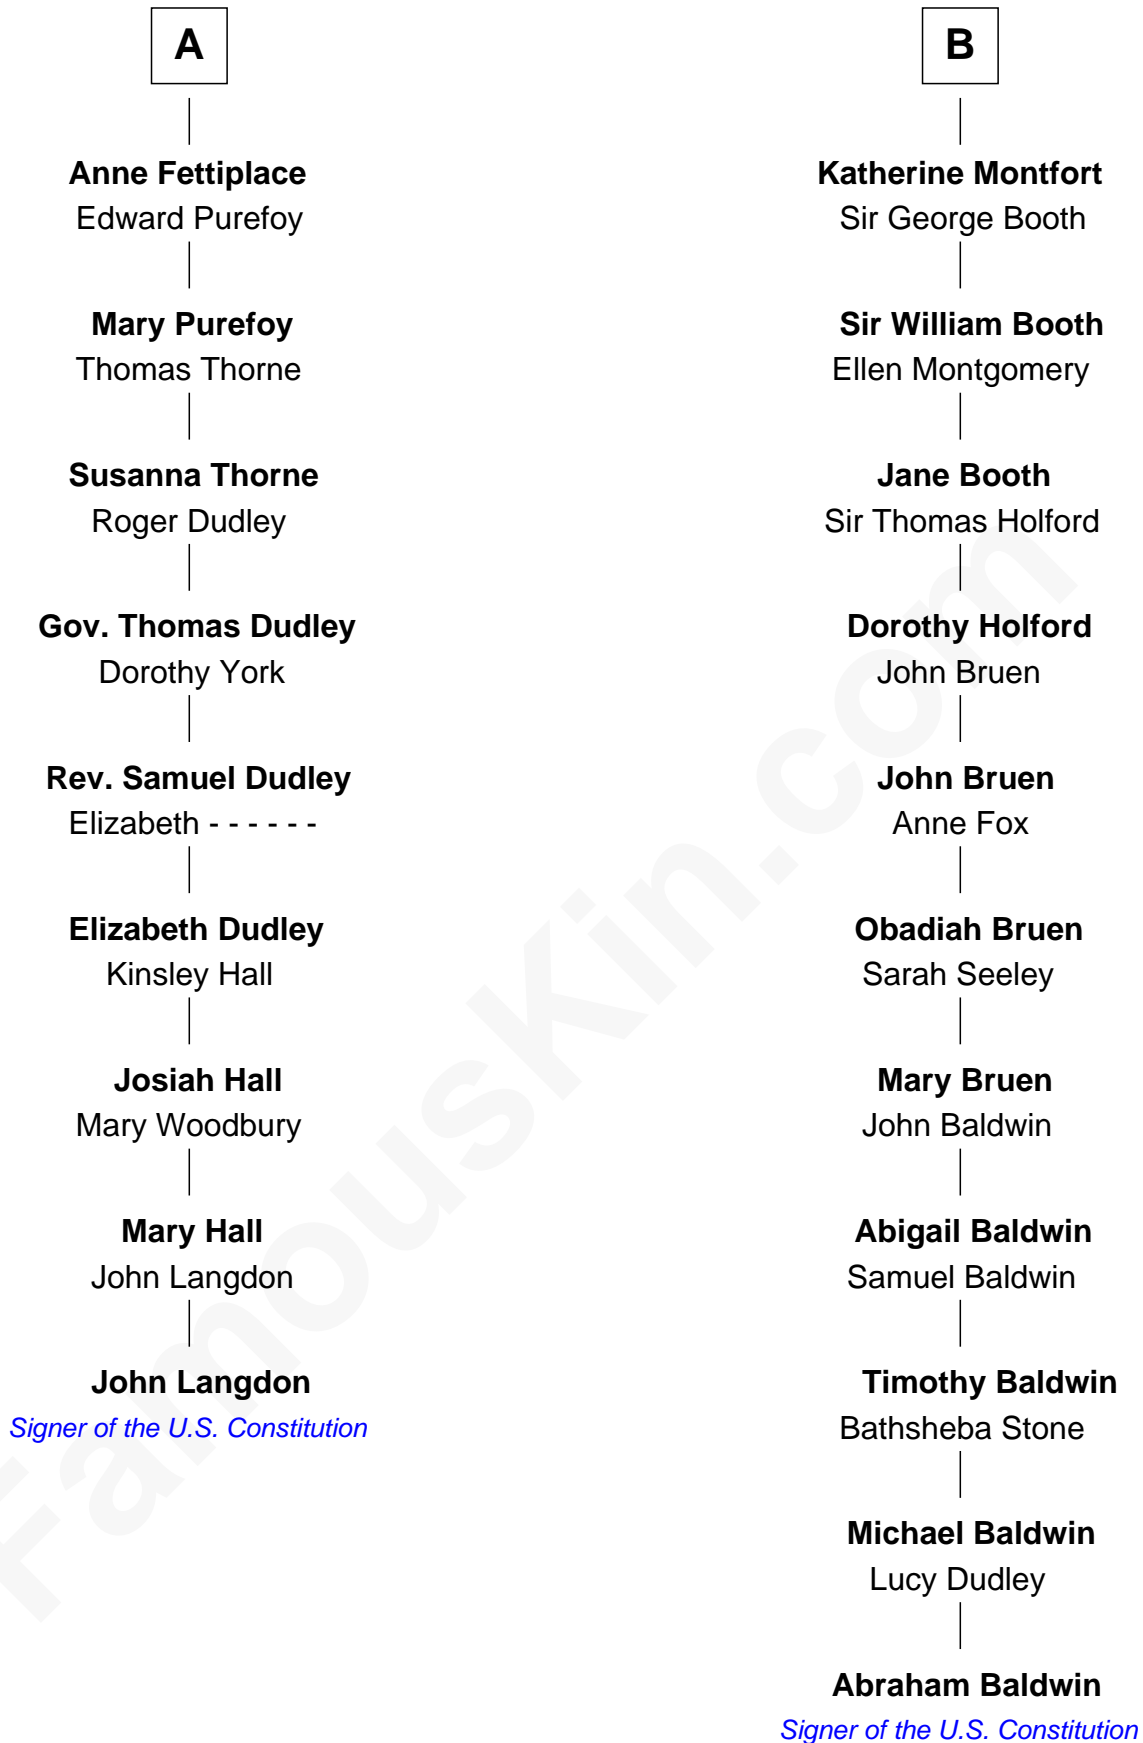 A
Anne Fettiplace
Edward Purefoy
Mary Purefoy
Thomas Thorne
Susanna Thorne
Roger Dudley
Gov. Thomas Dudley
Dorothy York
Rev. Samuel Dudley
Elizabeth - - - - - -
Elizabeth Dudley
Kinsley Hall
Josiah Hall
Mary Woodbury
Mary Hall
John Langdon
John Langdon
Signer of the U.S. Constitution
B
Katherine Montfort
Sir George Booth
Sir William Booth
Ellen Montgomery
Jane Booth
Sir Thomas Holford
Dorothy Holford
John Bruen
John Bruen
Anne Fox
Obadiah Bruen
Sarah Seeley
Mary Bruen
John Baldwin
Abigail Baldwin
Samuel Baldwin
Timothy Baldwin
Bathsheba Stone
Michael Baldwin
Lucy Dudley
Abraham Baldwin
Signer of the U.S. Constitution
FamousKin.com